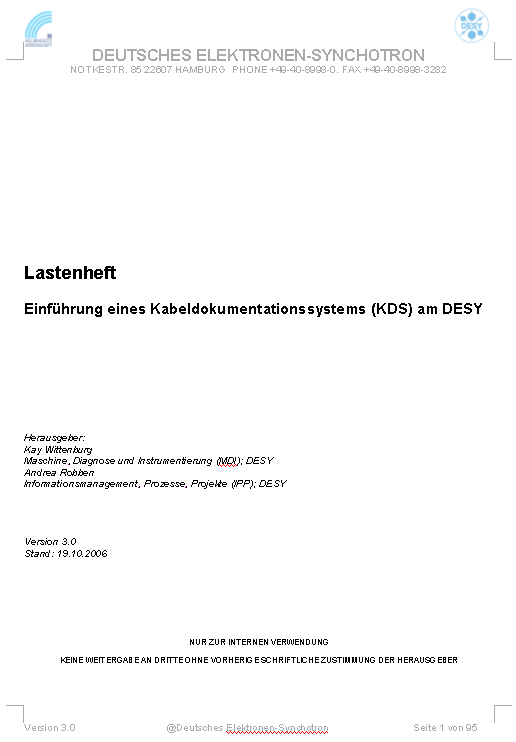 DESY
DEUTSCHES ELEKTRONEN-SYNCHOTRON
NOTKESTR. 85 22607 HAMBURG PHONE +49-40-8998-0. FAX +49-40-8998-3282
Lastenheft
Einführung eines Kabeldokumentationssystems (KDS) am DESY
Herausgeber:
Kay Wittenburg
Maschine, Diagnose und Instrumentierung (MDI); DESY
Andrea Robben
Informationsmanagement, Prozesse, Projekte (IPP); DESY
Version 3.0
Stand: 19.10.2006
NUR ZUR INTERNEN VERWENDUNG
KEINE WEITERGABE AN DRITTE OHNE VORHERIGE SCHRIFTLICHE ZUSTIMMUNG DER HERAUSGEBER
Version 3.0 @Deutsches Elektronen-Synchotron Seite 1 von 95